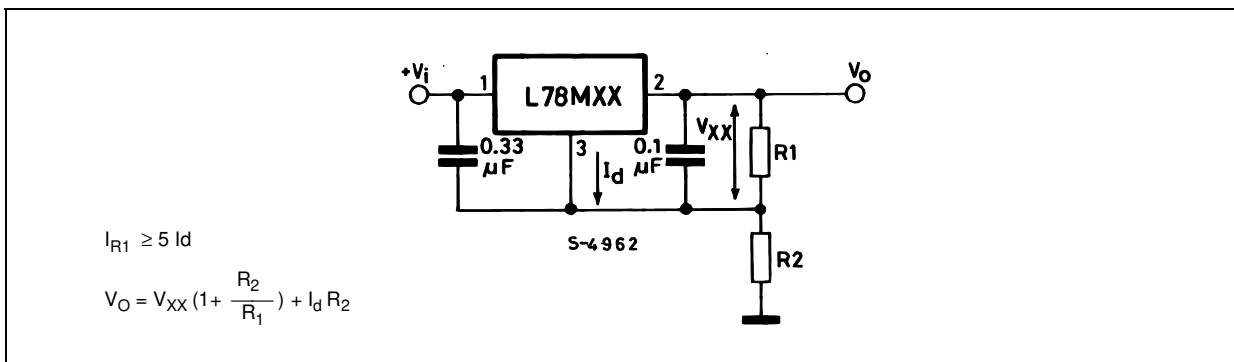 +Vi
1
L78MXX
2
Vo
0.33
µF
3
Id
0.1
µF
VXX
R1
S-4962
R2
IR1 ≥ 5 Id
VO = VXX (1+ R2/R1) + Id R2